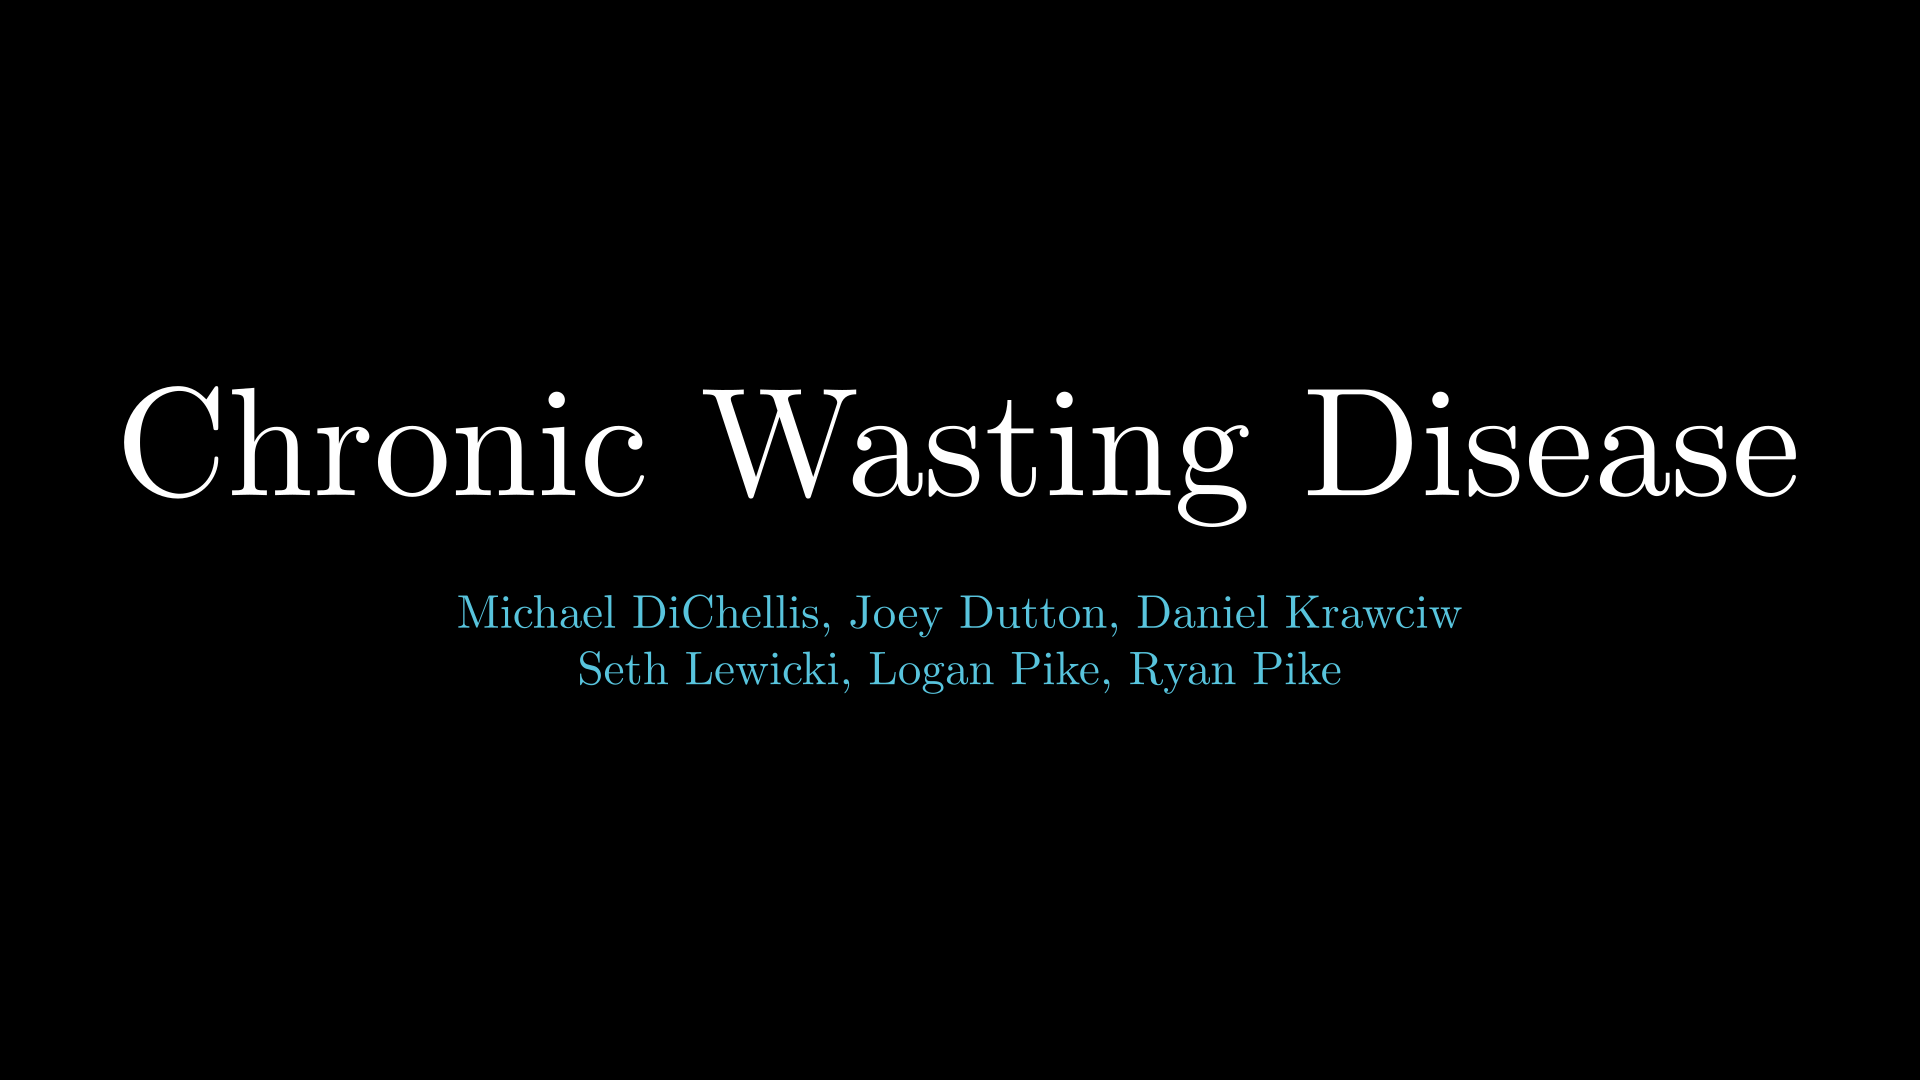 Chronic Wasting Disease
Michael DiChellis, Joey Dutton, Daniel Krawciw
Seth Lewicki, Logan Pike, Ryan Pike